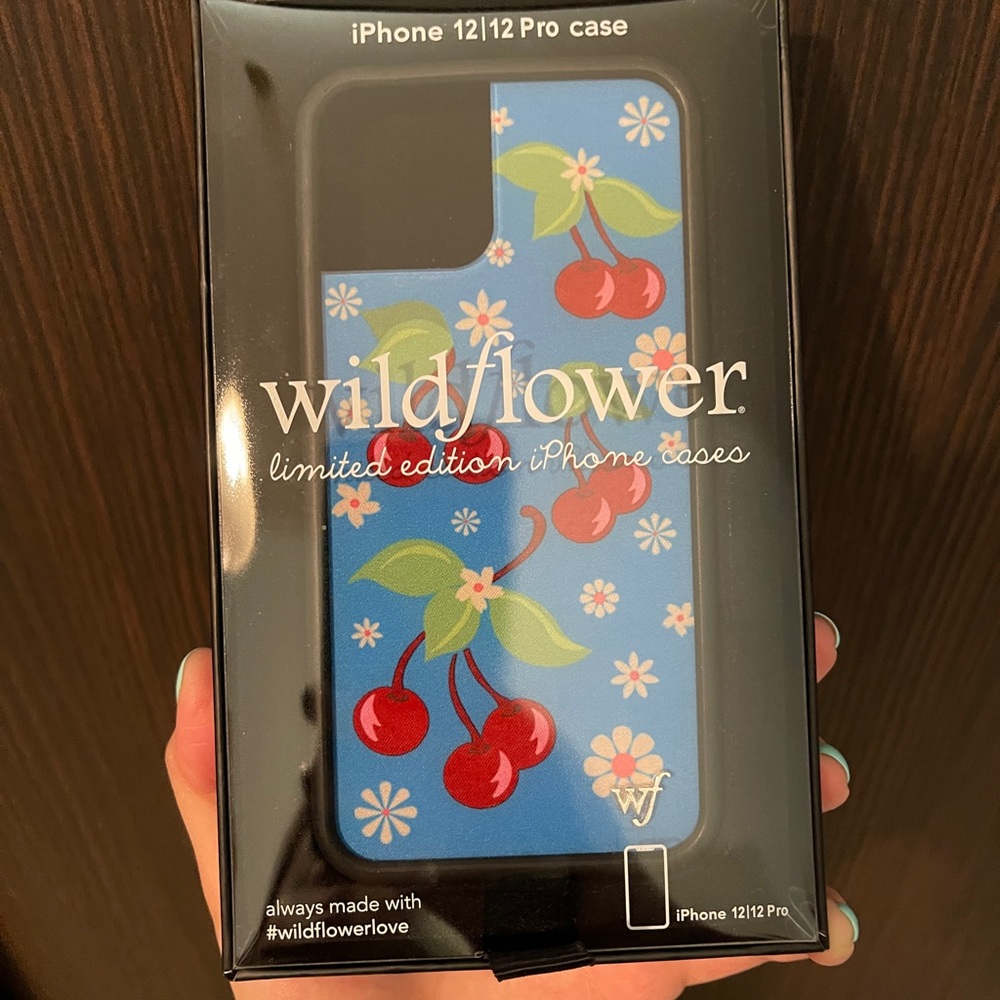 iPhone 12|12 Pro case
wildflower®
limited edition iPhone cases
wf
always made with
#wildflowerlove
iPhone 12|12 Pro